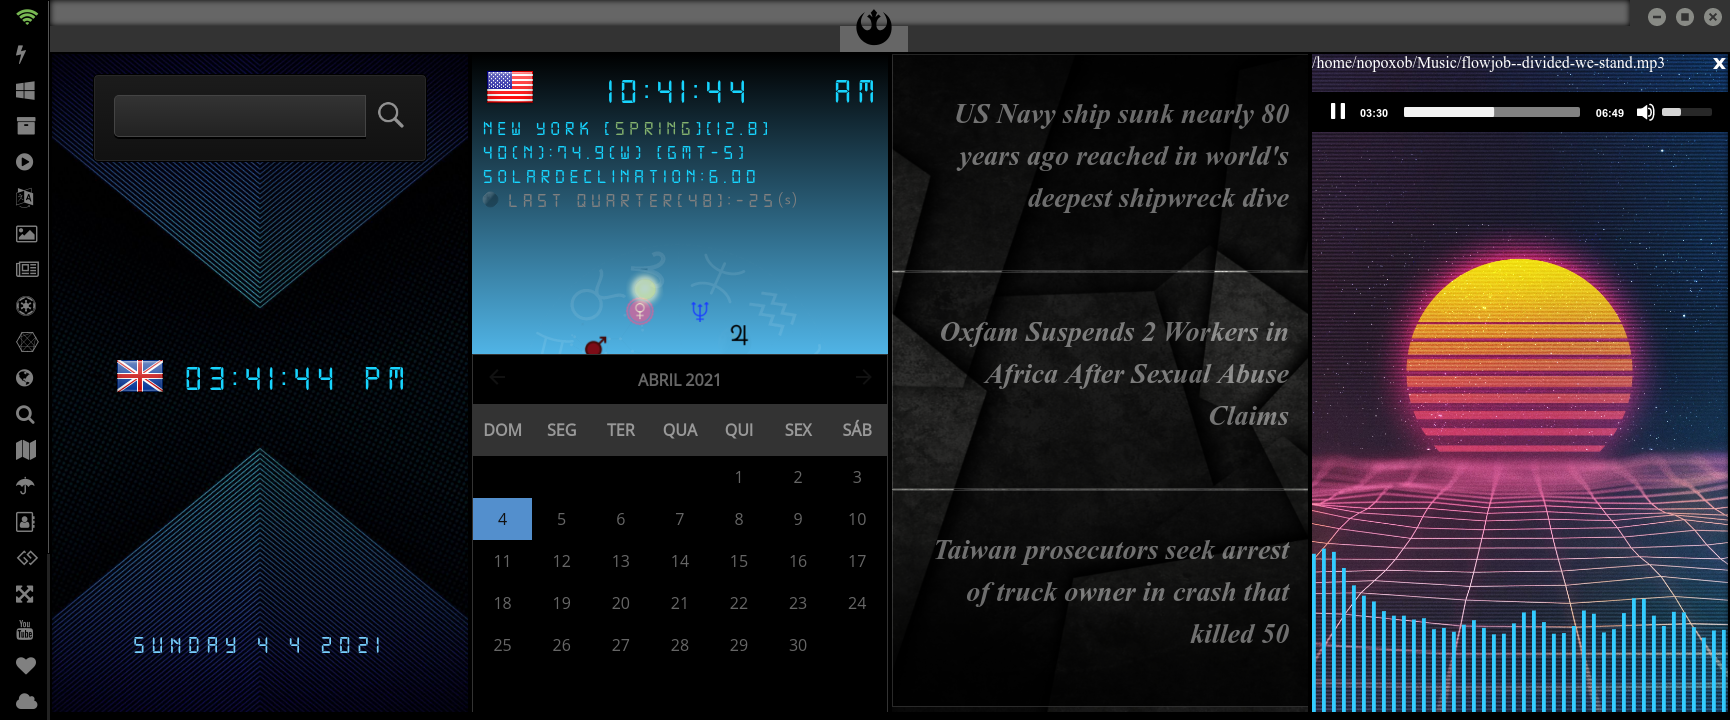 03:41:44 PM
SUNDAY 4 4 2021
10:41:44 AM
NEW YORK [SPRING][12.8]
40(N):74.9(W) [GMT-5]
SOLARDECLINATION:6.00
LAST QUARTER[48]:-25(s)
ABRIL 2021
DOM SEG TER QUA QUI SEX SÁB
1 2 3
4 5 6 7 8 9 10
11 12 13 14 15 16 17
18 19 20 21 22 23 24
25 26 27 28 29 30
US Navy ship sunk nearly 80
years ago reached in world's
deepest shipwreck dive
Oxfam Suspends 2 Workers in
Africa After Sexual Abuse
Claims
Taiwan prosecutors seek arrest
of truck owner in crash that
killed 50
/home/nopoxob/Music/flowjob--divided-we-stand.mp3 x
03:30 06:49
You
Tube